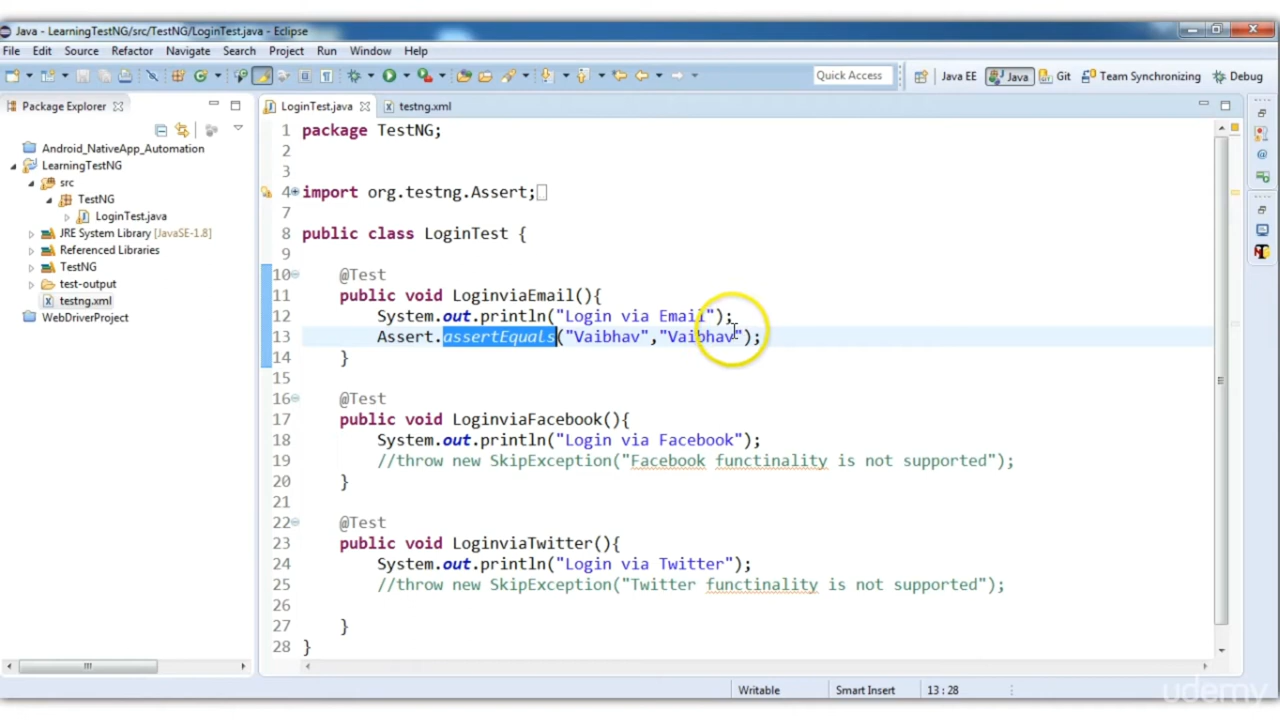 Java - LearningTestNG/src/TestNG/LoginTest.java - Eclipse
File Edit Source Refactor Navigate Search Project Run Window Help
Quick Access Java EE Java Git Team Synchronizing Debug
Package Explorer
LoginTest.java testng.xml
Android_NativeApp_Automation
LearningTestNG
src
TestNG
LoginTest.java
JRE System Library [JavaSE-1.8]
Referenced Libraries
TestNG
test-output
testng.xml
WebDriverProject
1 package TestNG;
2
3
4 import org.testng.Assert;
7
8 public class LoginTest {
9
10 @Test
11 public void LoginviaEmail(){
12 System.out.println("Login via Email");
13 Assert.assertEquals("Vaibhav","Vaibhav");
14 }
15
16 @Test
17 public void LoginviaFacebook(){
18 System.out.println("Login via Facebook");
19 //throw new SkipException("Facebook functinality is not supported");
20 }
21
22 @Test
23 public void LoginviaTwitter(){
24 System.out.println("Login via Twitter");
25 //throw new SkipException("Twitter functinality is not supported");
26
27 }
28 }
Writable Smart Insert 13 : 28
udemy